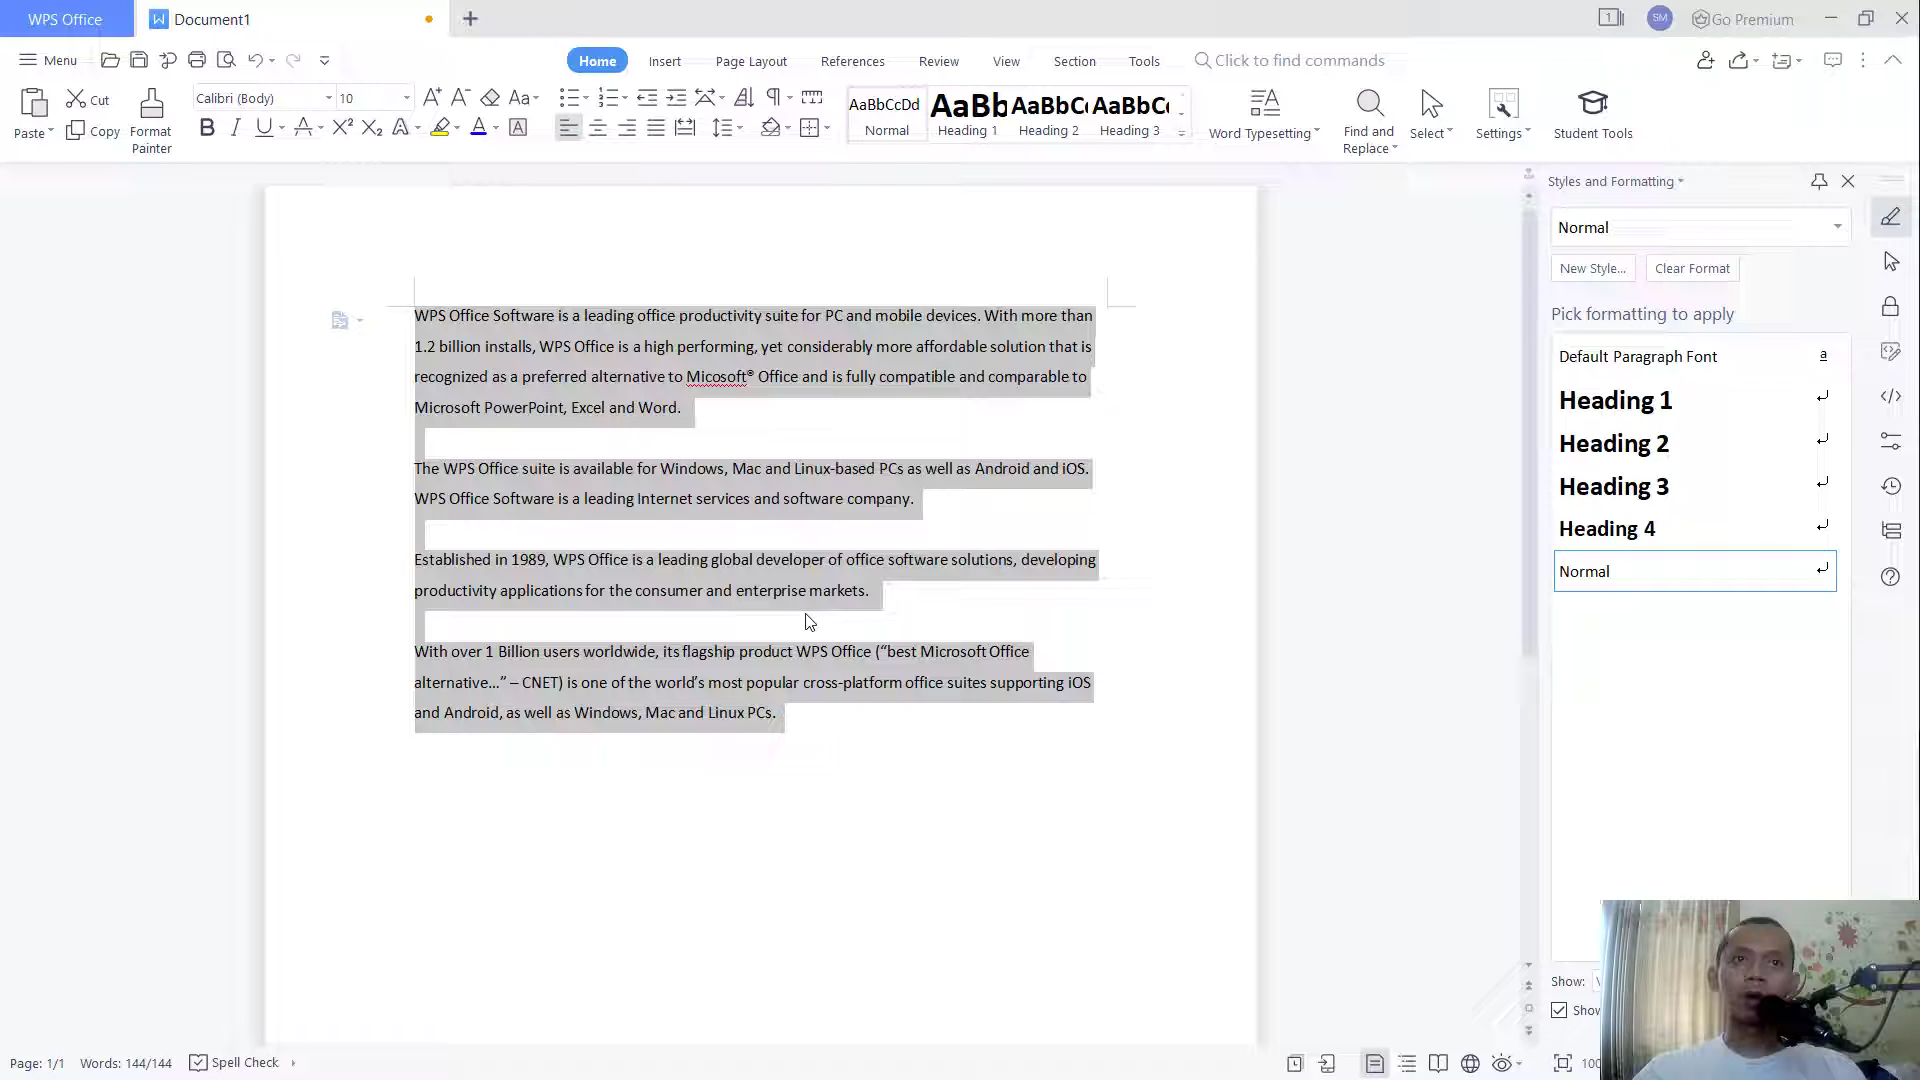 WPS Office
Document1
1
SM
Go Premium
Menu
Home
Insert
Page Layout
References
Review
View
Section
Tools
Click to find commands
Paste
Cut
Copy
Format
Painter
Calibri (Body)
10
AaBbCcDd
Normal
AaBb
Heading 1
AaBbC
Heading 2
AaBbC
Heading 3
Word Typesetting
Find and
Replace
Select
Settings
Student Tools
Styles and Formatting
Normal
New Style...
Clear Format
Pick formatting to apply
Default Paragraph Font a
Heading 1
Heading 2
Heading 3
Heading 4
Normal
WPS Office Software is a leading office productivity suite for PC and mobile devices. With more than
1.2 billion installs, WPS Office is a high performing, yet considerably more affordable solution that is
recognized as a preferred alternative to Micosoft® Office and is fully compatible and comparable to
Microsoft PowerPoint, Excel and Word.
The WPS Office suite is available for Windows, Mac and Linux-based PCs as well as Android and iOS.
WPS Office Software is a leading Internet services and software company.
Established in 1989, WPS Office is a leading global developer of office software solutions, developing
productivity applications for the consumer and enterprise markets.
With over 1 Billion users worldwide, its flagship product WPS Office (“best Microsoft Office
alternative…” – CNET) is one of the world’s most popular cross-platform office suites supporting iOS
and Android, as well as Windows, Mac and Linux PCs.
Show:
Show
Page: 1/1
Words: 144/144
Spell Check
100